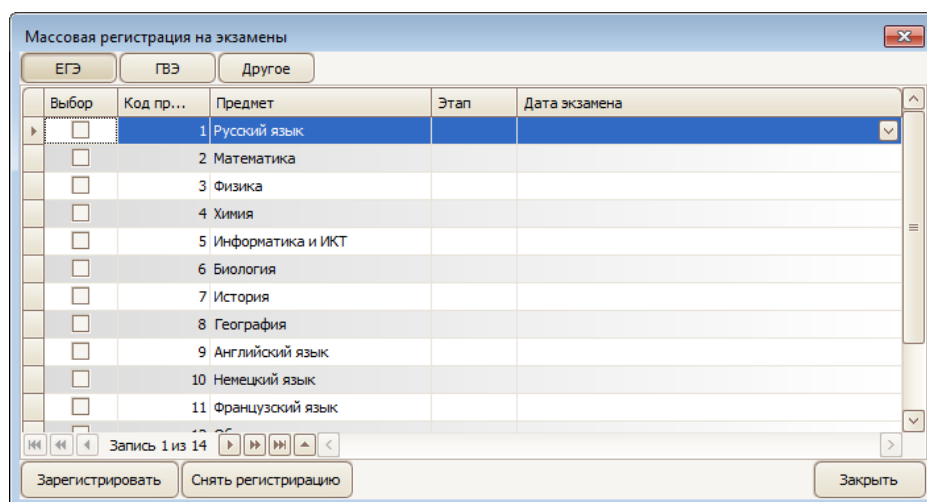 Массовая регистрация на экзамены
ЕГЭ ГВЭ Другое
Выбор Код пр... Предмет Этап Дата экзамена
1 Русский язык
2 Математика
3 Физика
4 Химия
5 Информатика и ИКТ
6 Биология
7 История
8 География
9 Английский язык
10 Немецкий язык
11 Французский язык
Запись 1 из 14
Зарегистрировать Снять регистрирацию Закрыть